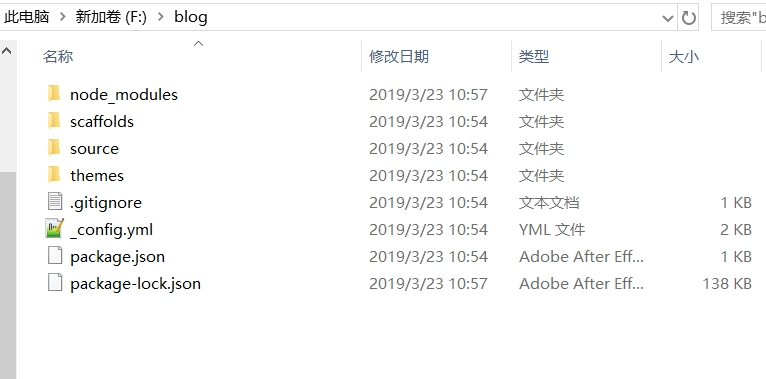 此电脑 > 新加卷 (F:) > blog 搜索"b
名称 修改日期 类型 大小
node_modules 2019/3/23 10:57 文件夹
scaffolds 2019/3/23 10:54 文件夹
source 2019/3/23 10:54 文件夹
themes 2019/3/23 10:54 文件夹
.gitignore 2019/3/23 10:54 文本文档 1 KB
_config.yml 2019/3/23 10:54 YML 文件 2 KB
package.json 2019/3/23 10:54 Adobe After Eff... 1 KB
package-lock.json 2019/3/23 10:57 Adobe After Eff... 138 KB